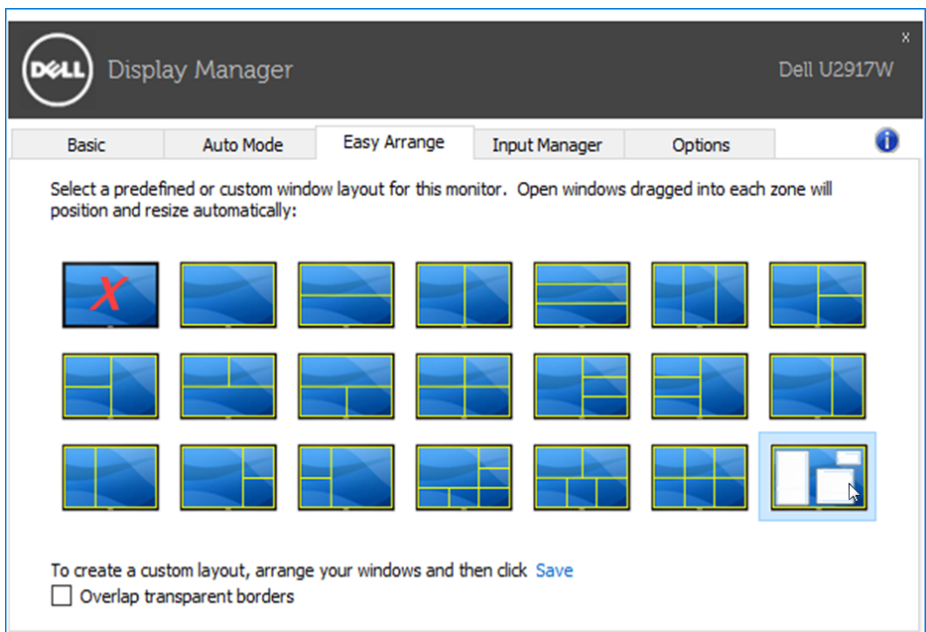 x
DELL Display Manager
Dell U2917W
Basic Auto Mode Easy Arrange Input Manager Options i
Select a predefined or custom window layout for this monitor. Open windows dragged into each zone will
position and resize automatically:
X
To create a custom layout, arrange your windows and then click Save
Overlap transparent borders